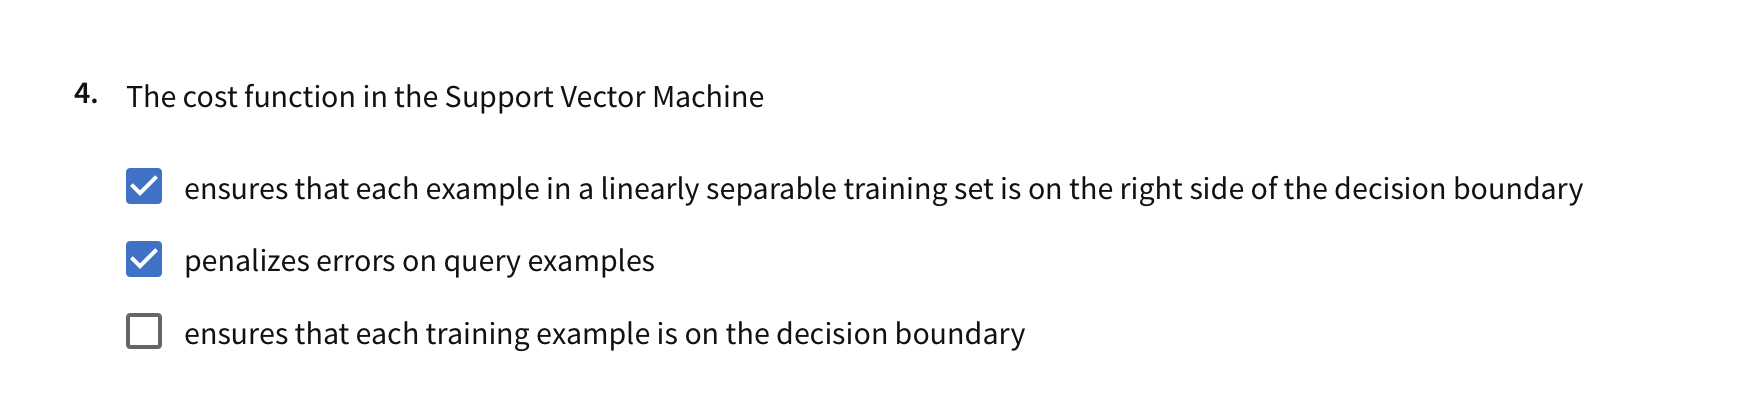 4. The cost function in the Support Vector Machine
ensures that each example in a linearly separable training set is on the right side of the decision boundary
penalizes errors on query examples
ensures that each training example is on the decision boundary